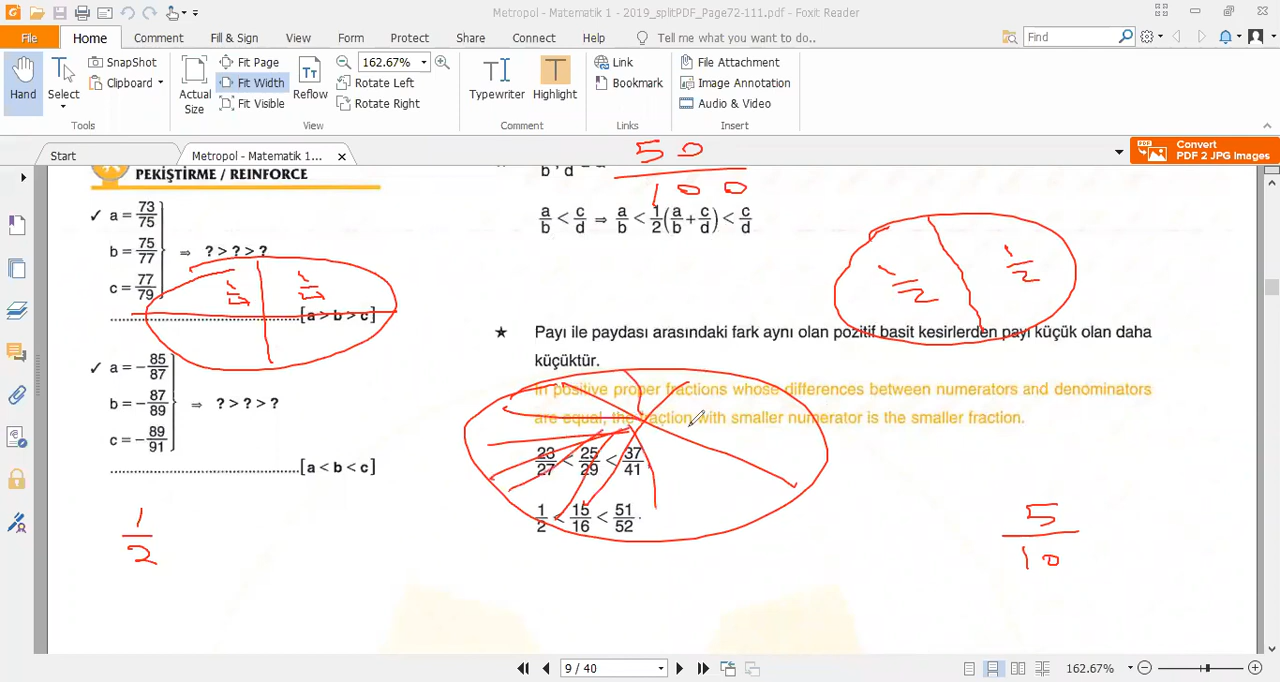 Metropol - Matematik 1 - 2019_splitPDF_Page72-111.pdf - Foxit Reader
File Home Comment Fill & Sign View Form Protect Share Connect Help Tell me what you want to do.. Find
Hand Select SnapShot Clipboard
Tools
Actual Size Fit Page Fit Width Fit Visible Reflow 162.67% Rotate Left Rotate Right
View
Typewriter Highlight
Comment
Link Bookmark
Links
File Attachment Image Annotation Audio & Video
Insert
Start Metropol - Matematik 1... Convert PDF 2 JPG Images
PEKİŞTİRME / REINFORCE
✓ a = 73/75
b = 75/77 ⇒ ? > ? > ?
c = 77/79
[a > b > c]
✓ a = -85/87
b = -87/89 ⇒ ? > ? > ?
c = -89/91
[a < b < c]
1/2
50/100
a/b < c/d ⇒ a/b < 1/2(a/b + c/d) < c/d
1/2 1/2
★ Payı ile paydası arasındaki fark aynı olan pozitif basit kesirlerden payı küçük olan daha
küçüktür.
In positive proper fractions whose differences between numerators and denominators
are equal, the fraction with smaller numerator is the smaller fraction.
23/27 < 25/29 < 37/41
1/2 < 15/16 < 51/52
5/10
9 / 40 162.67%